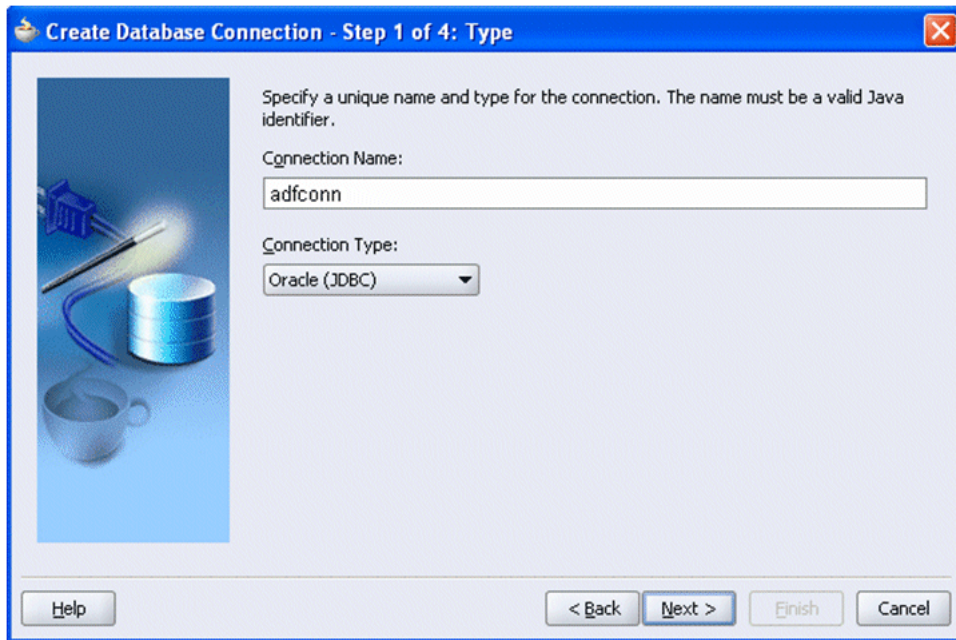 Create Database Connection - Step 1 of 4: Type
Specify a unique name and type for the connection. The name must be a valid Java
identifier.
Connection Name:
adfconn
Connection Type:
Oracle (JDBC)
Help
< Back
Next >
Finish
Cancel